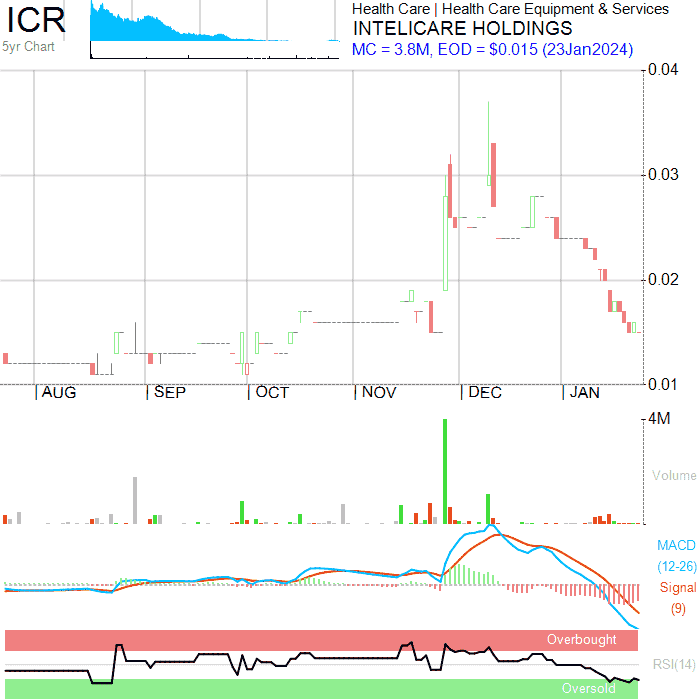 ICR
5yr Chart
Health Care | Health Care Equipment & Services
INTELICARE HOLDINGS
MC = 3.8M, EOD = $0.015 (23Jan2024)
0.04
0.03
0.02
0.01
AUG SEP OCT NOV DEC JAN
4M
Volume
MACD
(12-26)
Signal
(9)
Overbought
RSI(14)
Oversold